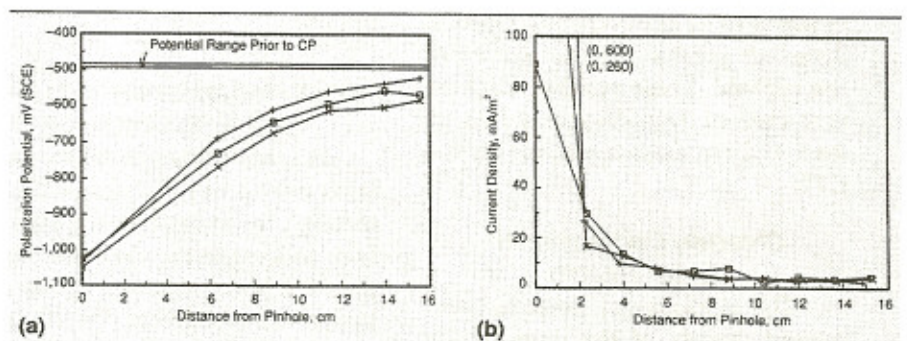 -400
-500
-600
-700
-800
-900
-1,000
-1,100
Polarization Potential, mV (SCE)
Potential Range Prior to CP
0 2 4 6 8 10 12 14 16
Distance from Pinhole, cm
(a)
100
80
60
40
20
0
Current Density, mA/m²
(0, 600)
(0, 260)
0 2 4 6 8 10 12 14 16
Distance from Pinhole, cm
(b)